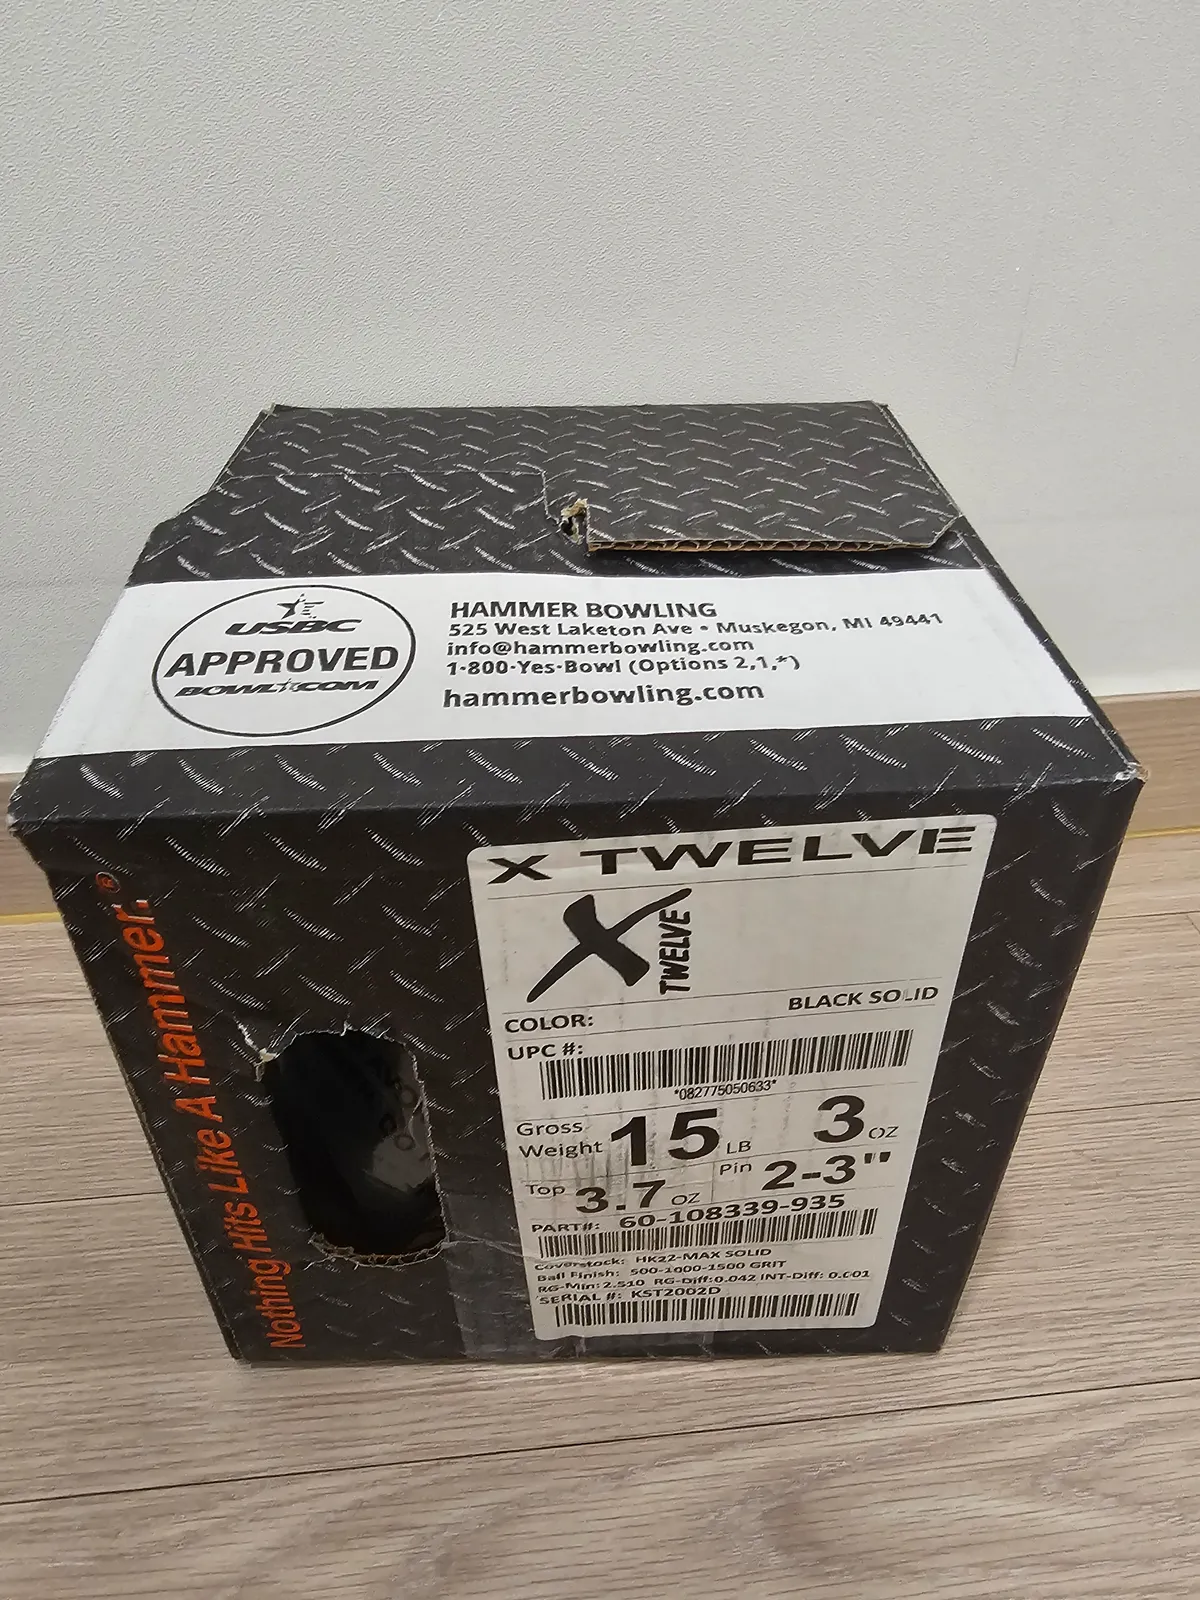 USBC
APPROVED
BOWL.COM
HAMMER BOWLING
525 West Laketon Ave • Muskegon, MI 49441
info@hammerbowling.com
1-800-Yes-Bowl (Options 2,1,*)
hammerbowling.com
Nothing Hits Like A Hammer.®
X TWELVE
X TWELVE
COLOR: BLACK SOLID
UPC #:
*082775050633*
Gross Weight 15 LB 3 OZ
Top 3.7 OZ Pin 2-3"
PART#: 60-108339-935
Coverstock: HK22-MAX SOLID
Ball Finish: 500-1000-1500 GRIT
RG-Min: 2.510 RG-Diff: 0.042 INT-Diff: 0.001
SERIAL #: KST2002D